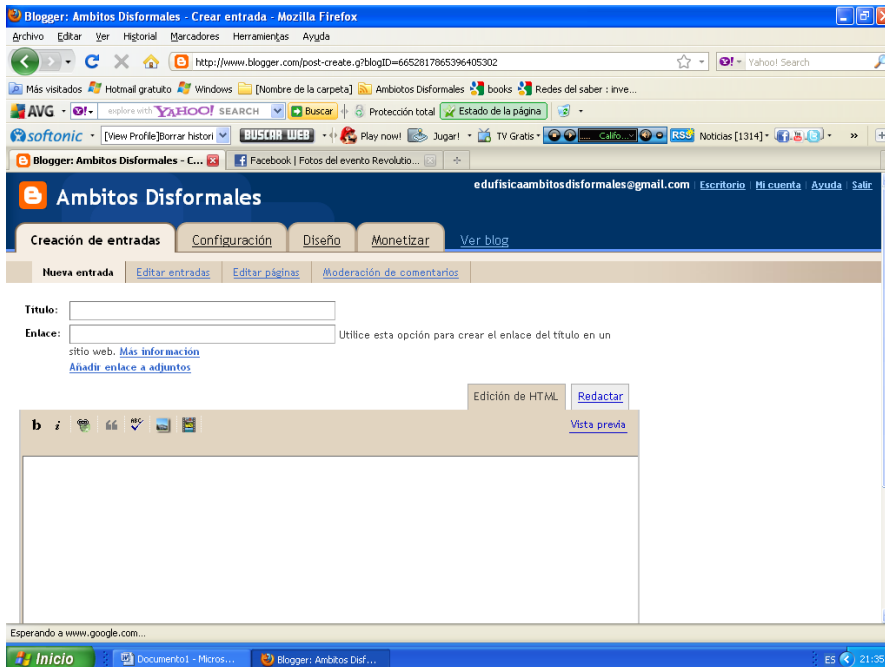 Blogger: Ambitos Disformales - Crear entrada - Mozilla Firefox
Archivo Editar Ver Historial Marcadores Herramientas Ayuda
http://www.blogger.com/post-create.g?blogID=6652817865396405302 Yahoo! Search
Más visitados Hotmail gratuito Windows [Nombre de la carpeta] Ambiotos Disformales books Redes del saber : inve...
AVG explore with YAHOO! SEARCH Buscar Protección total Estado de la página
softonic [View Profile]Borrar histori BUSCAR WEB Play now! Jugar! TV Gratis Califo... RSS Noticias [1314] »
Blogger: Ambitos Disformales - C... Facebook | Fotos del evento Revolutio...
edufisicaambitosdisformales@gmail.com | Escritorio | Mi cuenta | Ayuda | Salir
Ambitos Disformales
Creación de entradas Configuración Diseño Monetizar Ver blog
Nueva entrada Editar entradas Editar páginas Moderación de comentarios
Título:
Enlace: Utilice esta opción para crear el enlace del título en un
sitio web. Más información
Añadir enlace a adjuntos
Edición de HTML Redactar
b i ABC Vista previa
Esperando a www.google.com...
Inicio Documento1 - Micros... Blogger: Ambitos Disf... ES 21:35